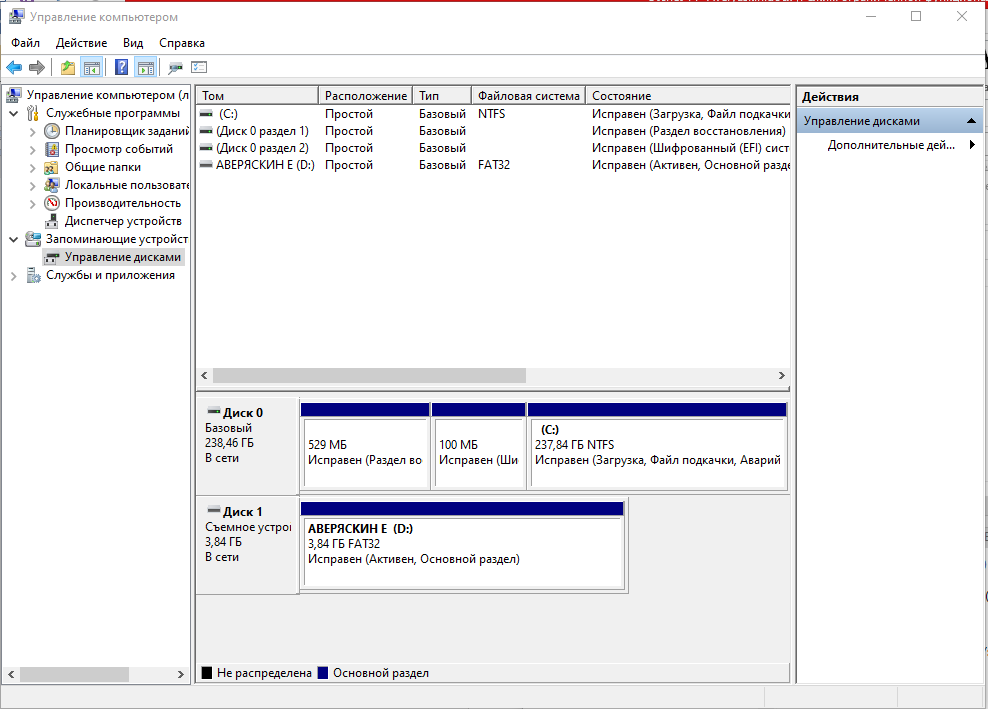 Управление компьютером
Файл Действие Вид Справка
Управление компьютером (л
Служебные программы
Планировщик заданий
Просмотр событий
Общие папки
Локальные пользовате
Производительность
Диспетчер устройств
Запоминающие устройст
Управление дисками
Службы и приложения
Том Расположение Тип Файловая система Состояние
(C:) Простой Базовый NTFS Исправен (Загрузка, Файл подкачки
(Диск 0 раздел 1) Простой Базовый Исправен (Раздел восстановления)
(Диск 0 раздел 2) Простой Базовый Исправен (Шифрованный (EFI) сист
АВЕРЯСКИН Е (D:) Простой Базовый FAT32 Исправен (Активен, Основной разде
Диск 0
Базовый
238,46 ГБ
В сети
529 МБ
Исправен (Раздел во
100 МБ
Исправен (Ши
(C:)
237,84 ГБ NTFS
Исправен (Загрузка, Файл подкачки, Аварий
Диск 1
Съемное устрой
3,84 ГБ
В сети
АВЕРЯСКИН Е (D:)
3,84 ГБ FAT32
Исправен (Активен, Основной раздел)
Не распределена Основной раздел
Действия
Управление дисками
Дополнительные дей...